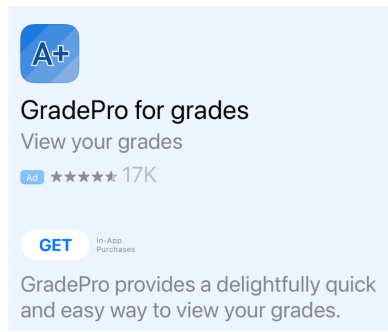 A+
GradePro for grades
View your grades
Ad 17K
GET In-App
Purchases
GradePro provides a delightfully quick
and easy way to view your grades.